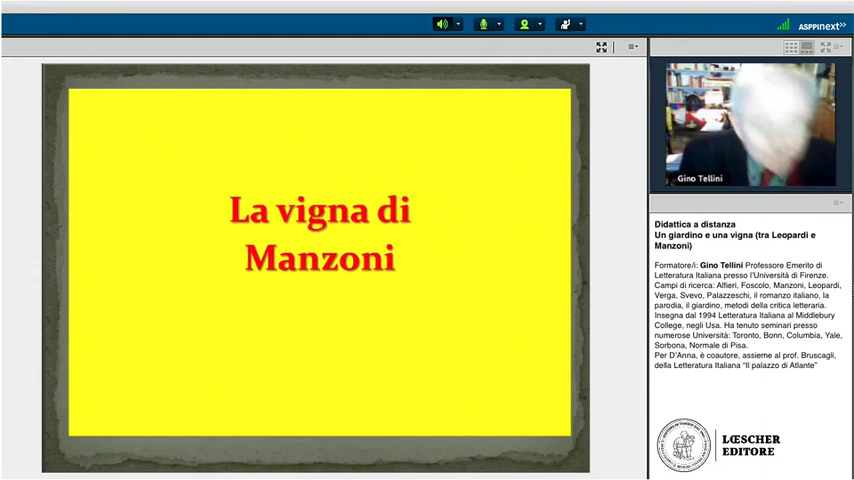 ASPPInext>>
La vigna di
Manzoni
Gino Tellini
Didattica a distanza
Un giardino e una vigna (tra Leopardi e
Manzoni)
Formatore/i: Gino Tellini Professore Emerito di
Letteratura Italiana presso l'Università di Firenze.
Campi di ricerca: Alfieri, Foscolo, Manzoni, Leopardi,
Verga, Svevo, Palazzeschi, il romanzo italiano, la
parodia, il giardino, metodi della critica letteraria.
Insegna dal 1994 Letteratura Italiana al Middlebury
College, negli Usa. Ha tenuto seminari presso
numerose Università: Toronto, Bonn, Columbia, Yale,
Sorbona, Normale di Pisa.
Per D'Anna, è coautore, assieme al prof. Bruscagli,
della Letteratura Italiana "Il palazzo di Atlante"
LŒSCHER
EDITORE